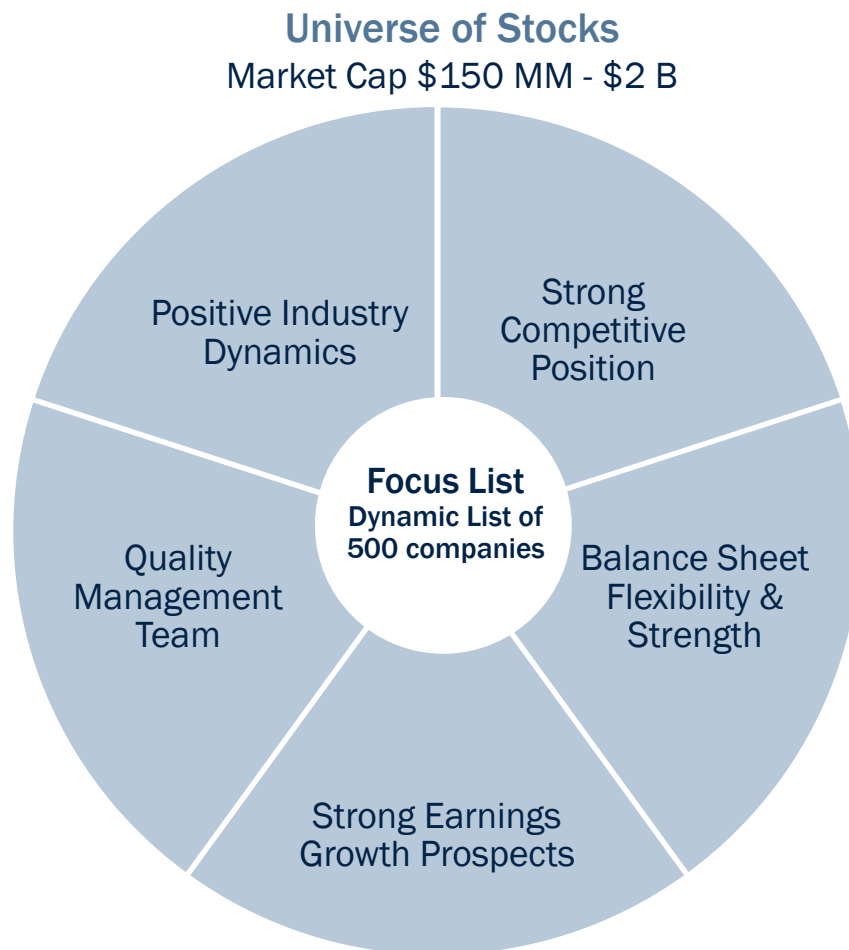 Universe of Stocks
Market Cap $150 MM - $2 B
Positive Industry
Dynamics
Strong
Competitive
Position
Focus List
Dynamic List of
500 companies
Quality
Management
Team
Balance Sheet
Flexibility &
Strength
Strong Earnings
Growth Prospects